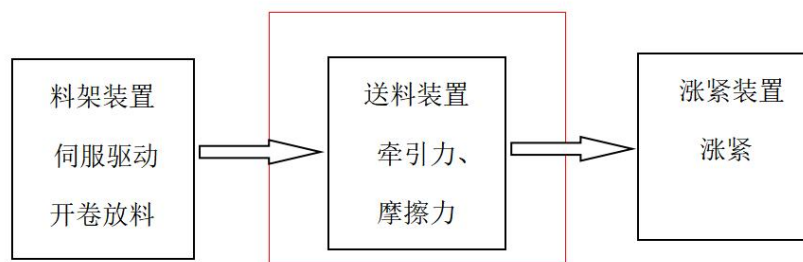 料架装置
伺服驱动
开卷放料
送料装置
牵引力、
摩擦力
涨紧装置
涨紧